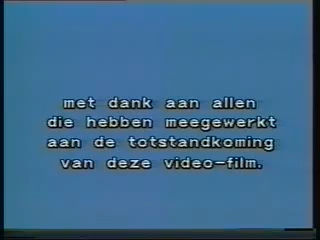 met dank aan allen
die hebben meegewerkt
aan de totstandkoming
van deze video-film.